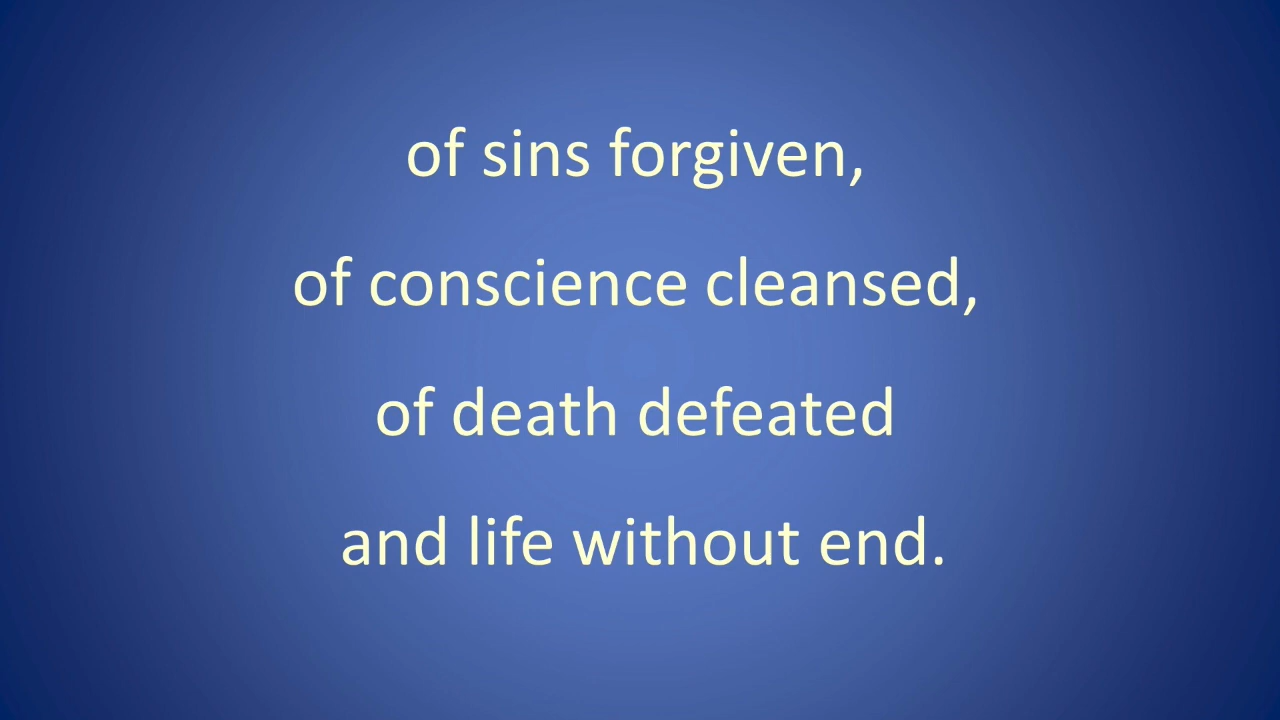 of sins forgiven,
of conscience cleansed,
of death defeated
and life without end.